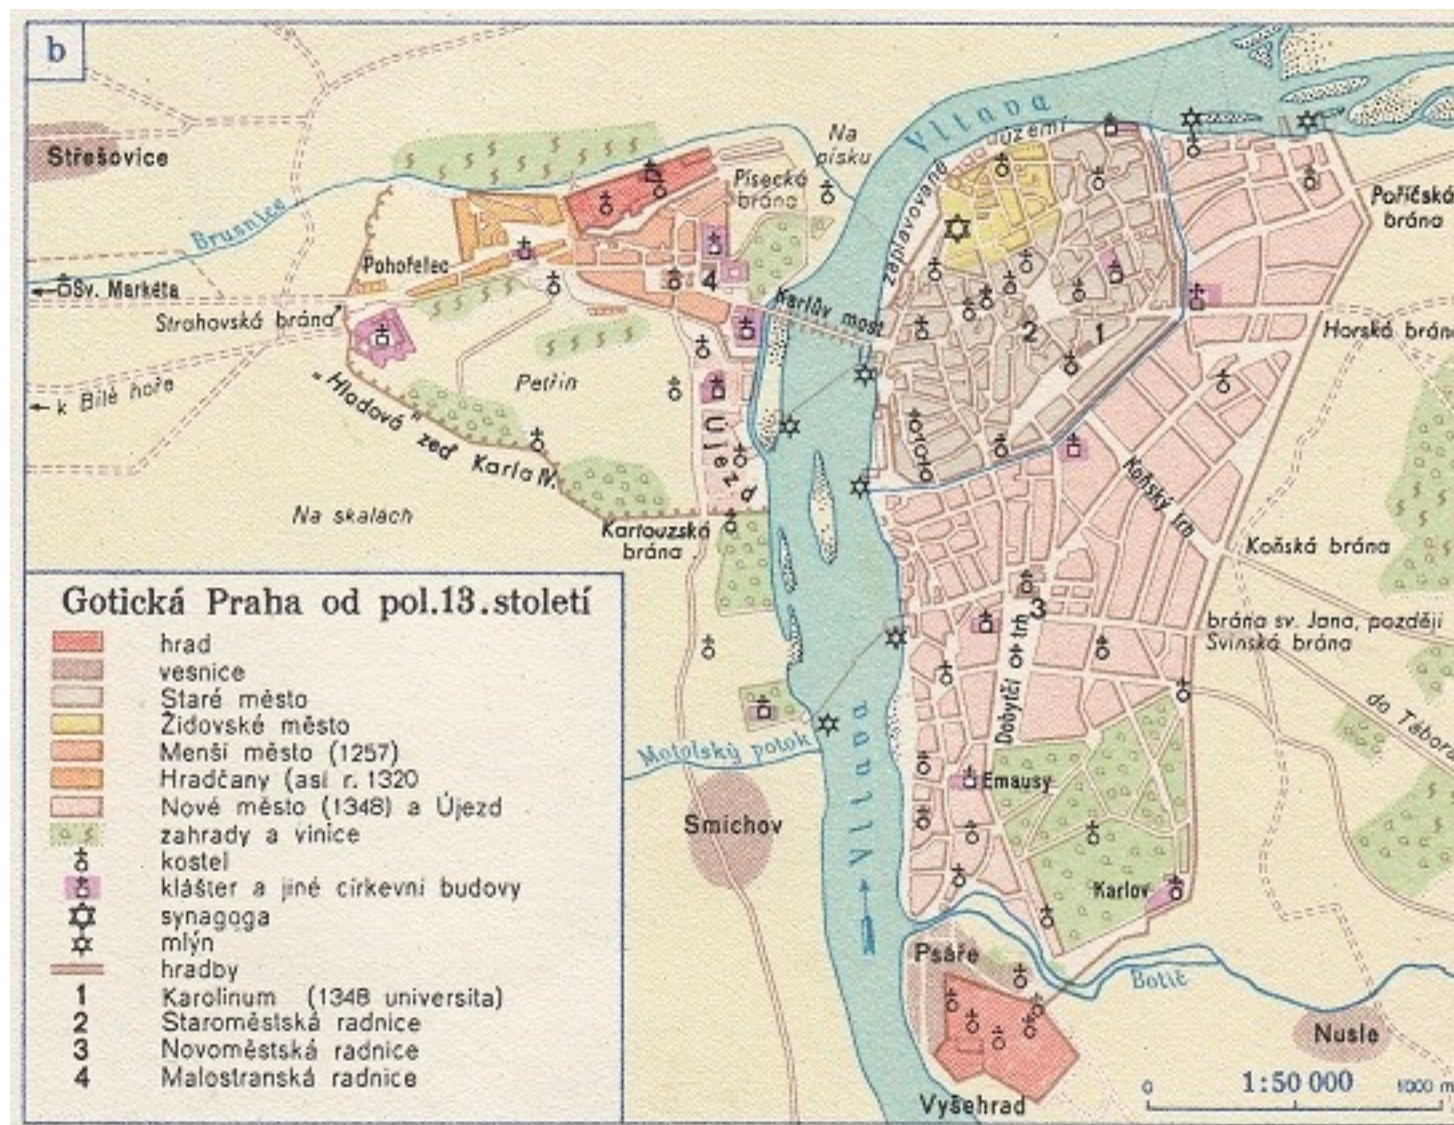 b
Střešovice
Brusnice
Sv. Markéta
Strahovská brána
k Bílé hoře
Pohořelec
Petřín
"Hladová" zeď Karla IV.
Na skalách
Na
písku
Písecká
brána
Vltava
zaplavované území
Karlův most
4
2
1
Újezd
Kartouzská
brána
Poříčská
brána
Horská brána
Koňský trh
Koňská brána
3
brána sv. Jana, později
Svinská brána
Dobytčí trh
do Tábora
Motolský potok
Smíchov
Vltava
Emausy
Karlov
Psáře
Botič
Nusle
Vyšehrad
0 1:50 000 1000 m
Gotická Praha od pol.13.století
hrad
vesnice
Staré město
Židovské město
Menší město (1257)
Hradčany (asi r. 1320
Nové město (1348) a Újezd
zahrady a vinice
kostel
klášter a jiné církevní budovy
synagoga
mlýn
hradby
1 Karolinum (1348 universita)
2 Staroměstská radnice
3 Novoměstská radnice
4 Malostranská radnice